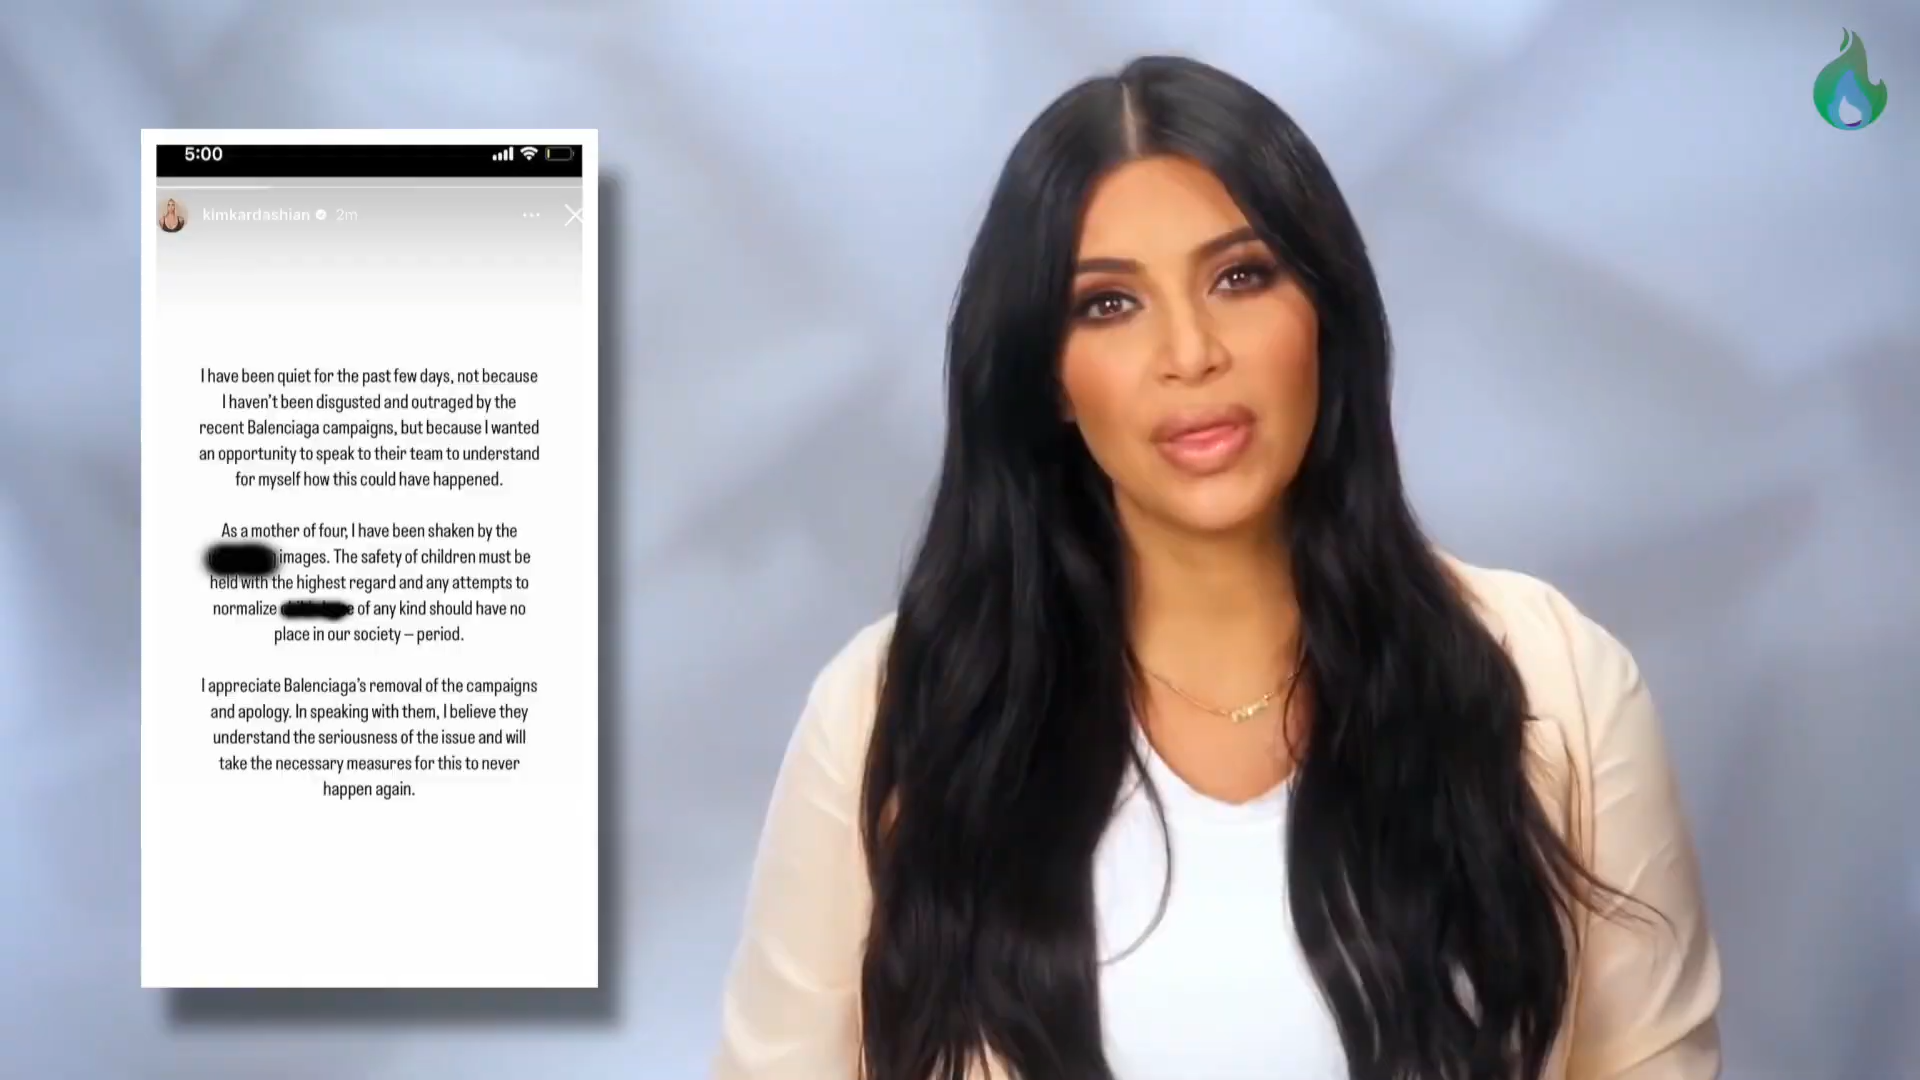 5:00
kimkardashian 2m
I have been quiet for the past few days, not because
I haven't been disgusted and outraged by the
recent Balenciaga campaigns, but because I wanted
an opportunity to speak to their team to understand
for myself how this could have happened.
As a mother of four, I have been shaken by the
images. The safety of children must be
held with the highest regard and any attempts to
normalize of any kind should have no
place in our society – period.
I appreciate Balenciaga's removal of the campaigns
and apology. In speaking with them, I believe they
understand the seriousness of the issue and will
take the necessary measures for this to never
happen again.